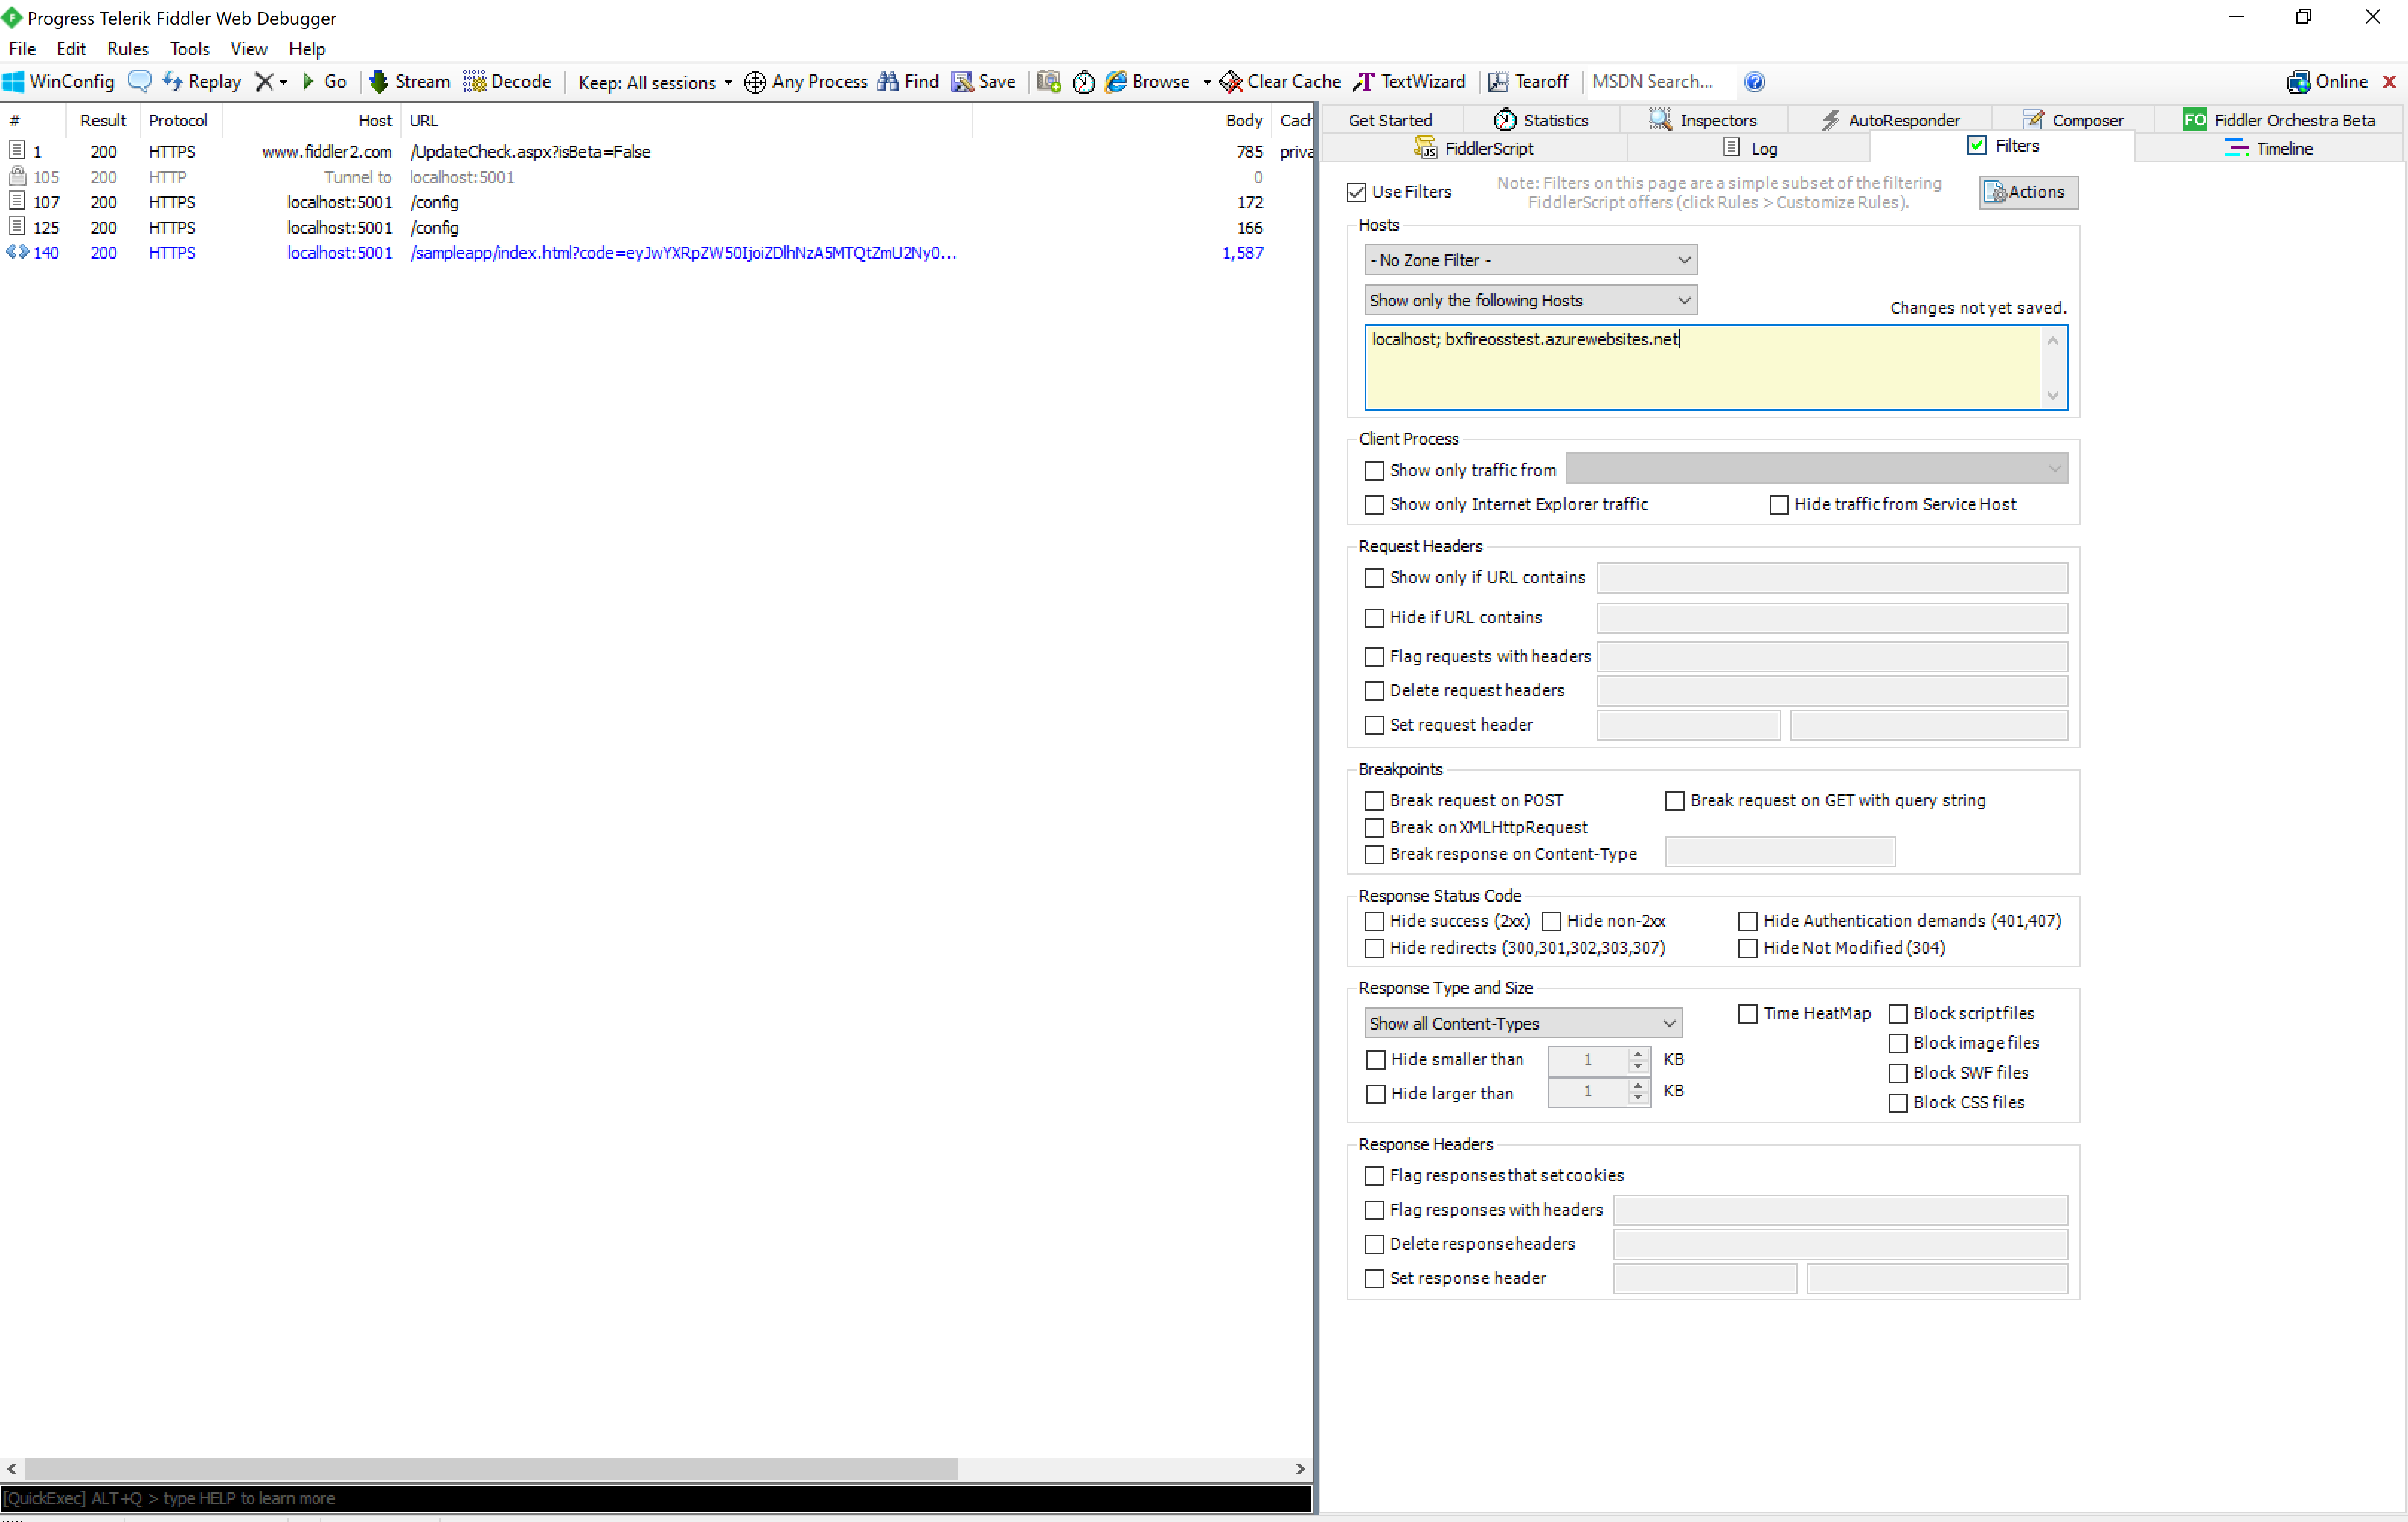 Progress Telerik Fiddler Web Debugger
File Edit Rules Tools View Help
WinConfig Replay Go Stream Decode Keep: All sessions Any Process Find Save Browse Clear Cache TextWizard Tearoff MSDN Search... Online
# Result Protocol Host URL Body Cach
1 200 HTTPS www.fiddler2.com /UpdateCheck.aspx?isBeta=False 785 priva
105 200 HTTP Tunnel to localhost:5001 0
107 200 HTTPS localhost:5001 /config 172
125 200 HTTPS localhost:5001 /config 166
140 200 HTTPS localhost:5001 /sampleapp/index.html?code=eyJwYXRpZW50IjoiZDlhNzA5MTQtZmU2Ny0... 1,587
[QuickExec] ALT+Q > type HELP to learn more
Get Started Statistics Inspectors AutoResponder Composer FO Fiddler Orchestra Beta
FiddlerScript Log Filters Timeline
Use Filters
Note: Filters on this page are a simple subset of the filtering
FiddlerScript offers (click Rules > Customize Rules).
Actions
Hosts
- No Zone Filter -
Show only the following Hosts
Changes not yet saved.
localhost; bxfireosstest.azurewebsites.net
Client Process
Show only traffic from
Show only Internet Explorer traffic Hide traffic from Service Host
Request Headers
Show only if URL contains
Hide if URL contains
Flag requests with headers
Delete request headers
Set request header
Breakpoints
Break request on POST Break request on GET with query string
Break on XMLHttpRequest
Break response on Content-Type
Response Status Code
Hide success (2xx) Hide non-2xx Hide Authentication demands (401,407)
Hide redirects (300,301,302,303,307) Hide Not Modified (304)
Response Type and Size
Show all Content-Types Time HeatMap Block script files
Block image files
Hide smaller than 1 KB
Block SWF files
Hide larger than 1 KB
Block CSS files
Response Headers
Flag responses that set cookies
Flag responses with headers
Delete response headers
Set response header